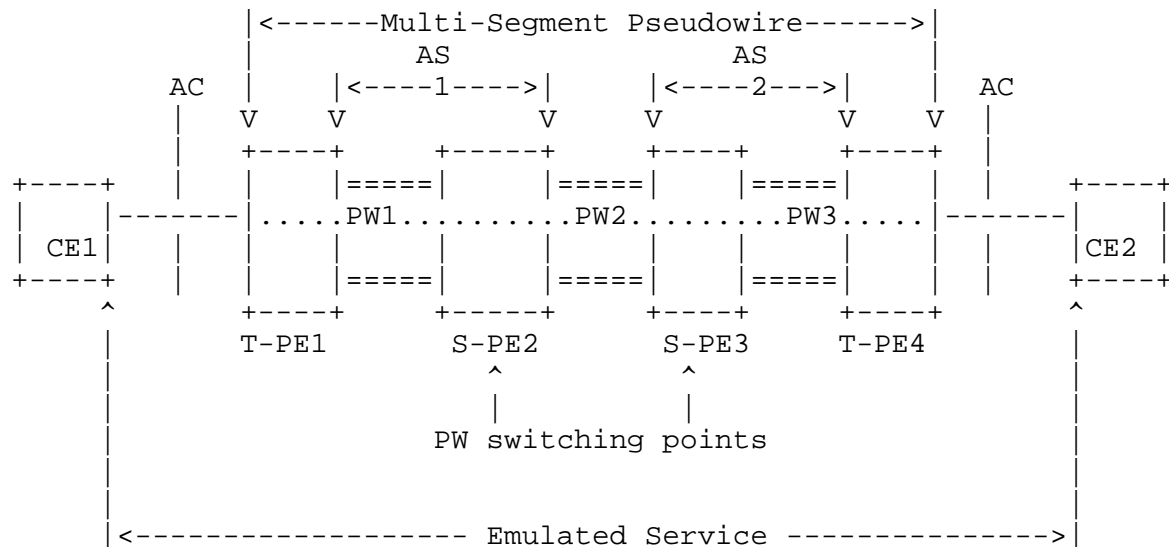 |<------Multi-Segment Pseudowire------>|
AS AS
AC |<----1---->| |<----2--->| AC
V V V V V V
+----+ +-----+ +----+ +----+
+----+ |=====| |=====| |=====| +----+
|-------|.....PW1..........PW2.........PW3.....|-------|
CE1| |CE2
+----+ |=====| |=====| |=====| +----+
^ +----+ +-----+ +----+ +----+ ^
T-PE1 S-PE2 S-PE3 T-PE4
^ ^
PW switching points
|<------------------- Emulated Service --------------->|